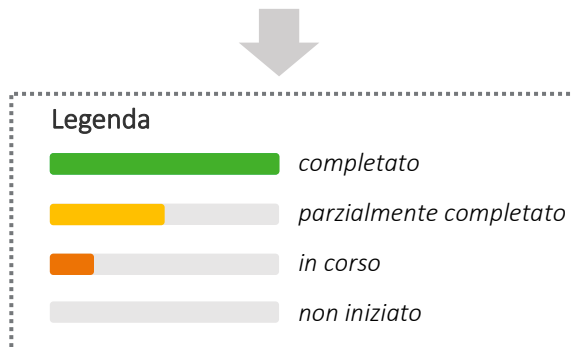 Legenda
completato
parzialmente completato
in corso
non iniziato